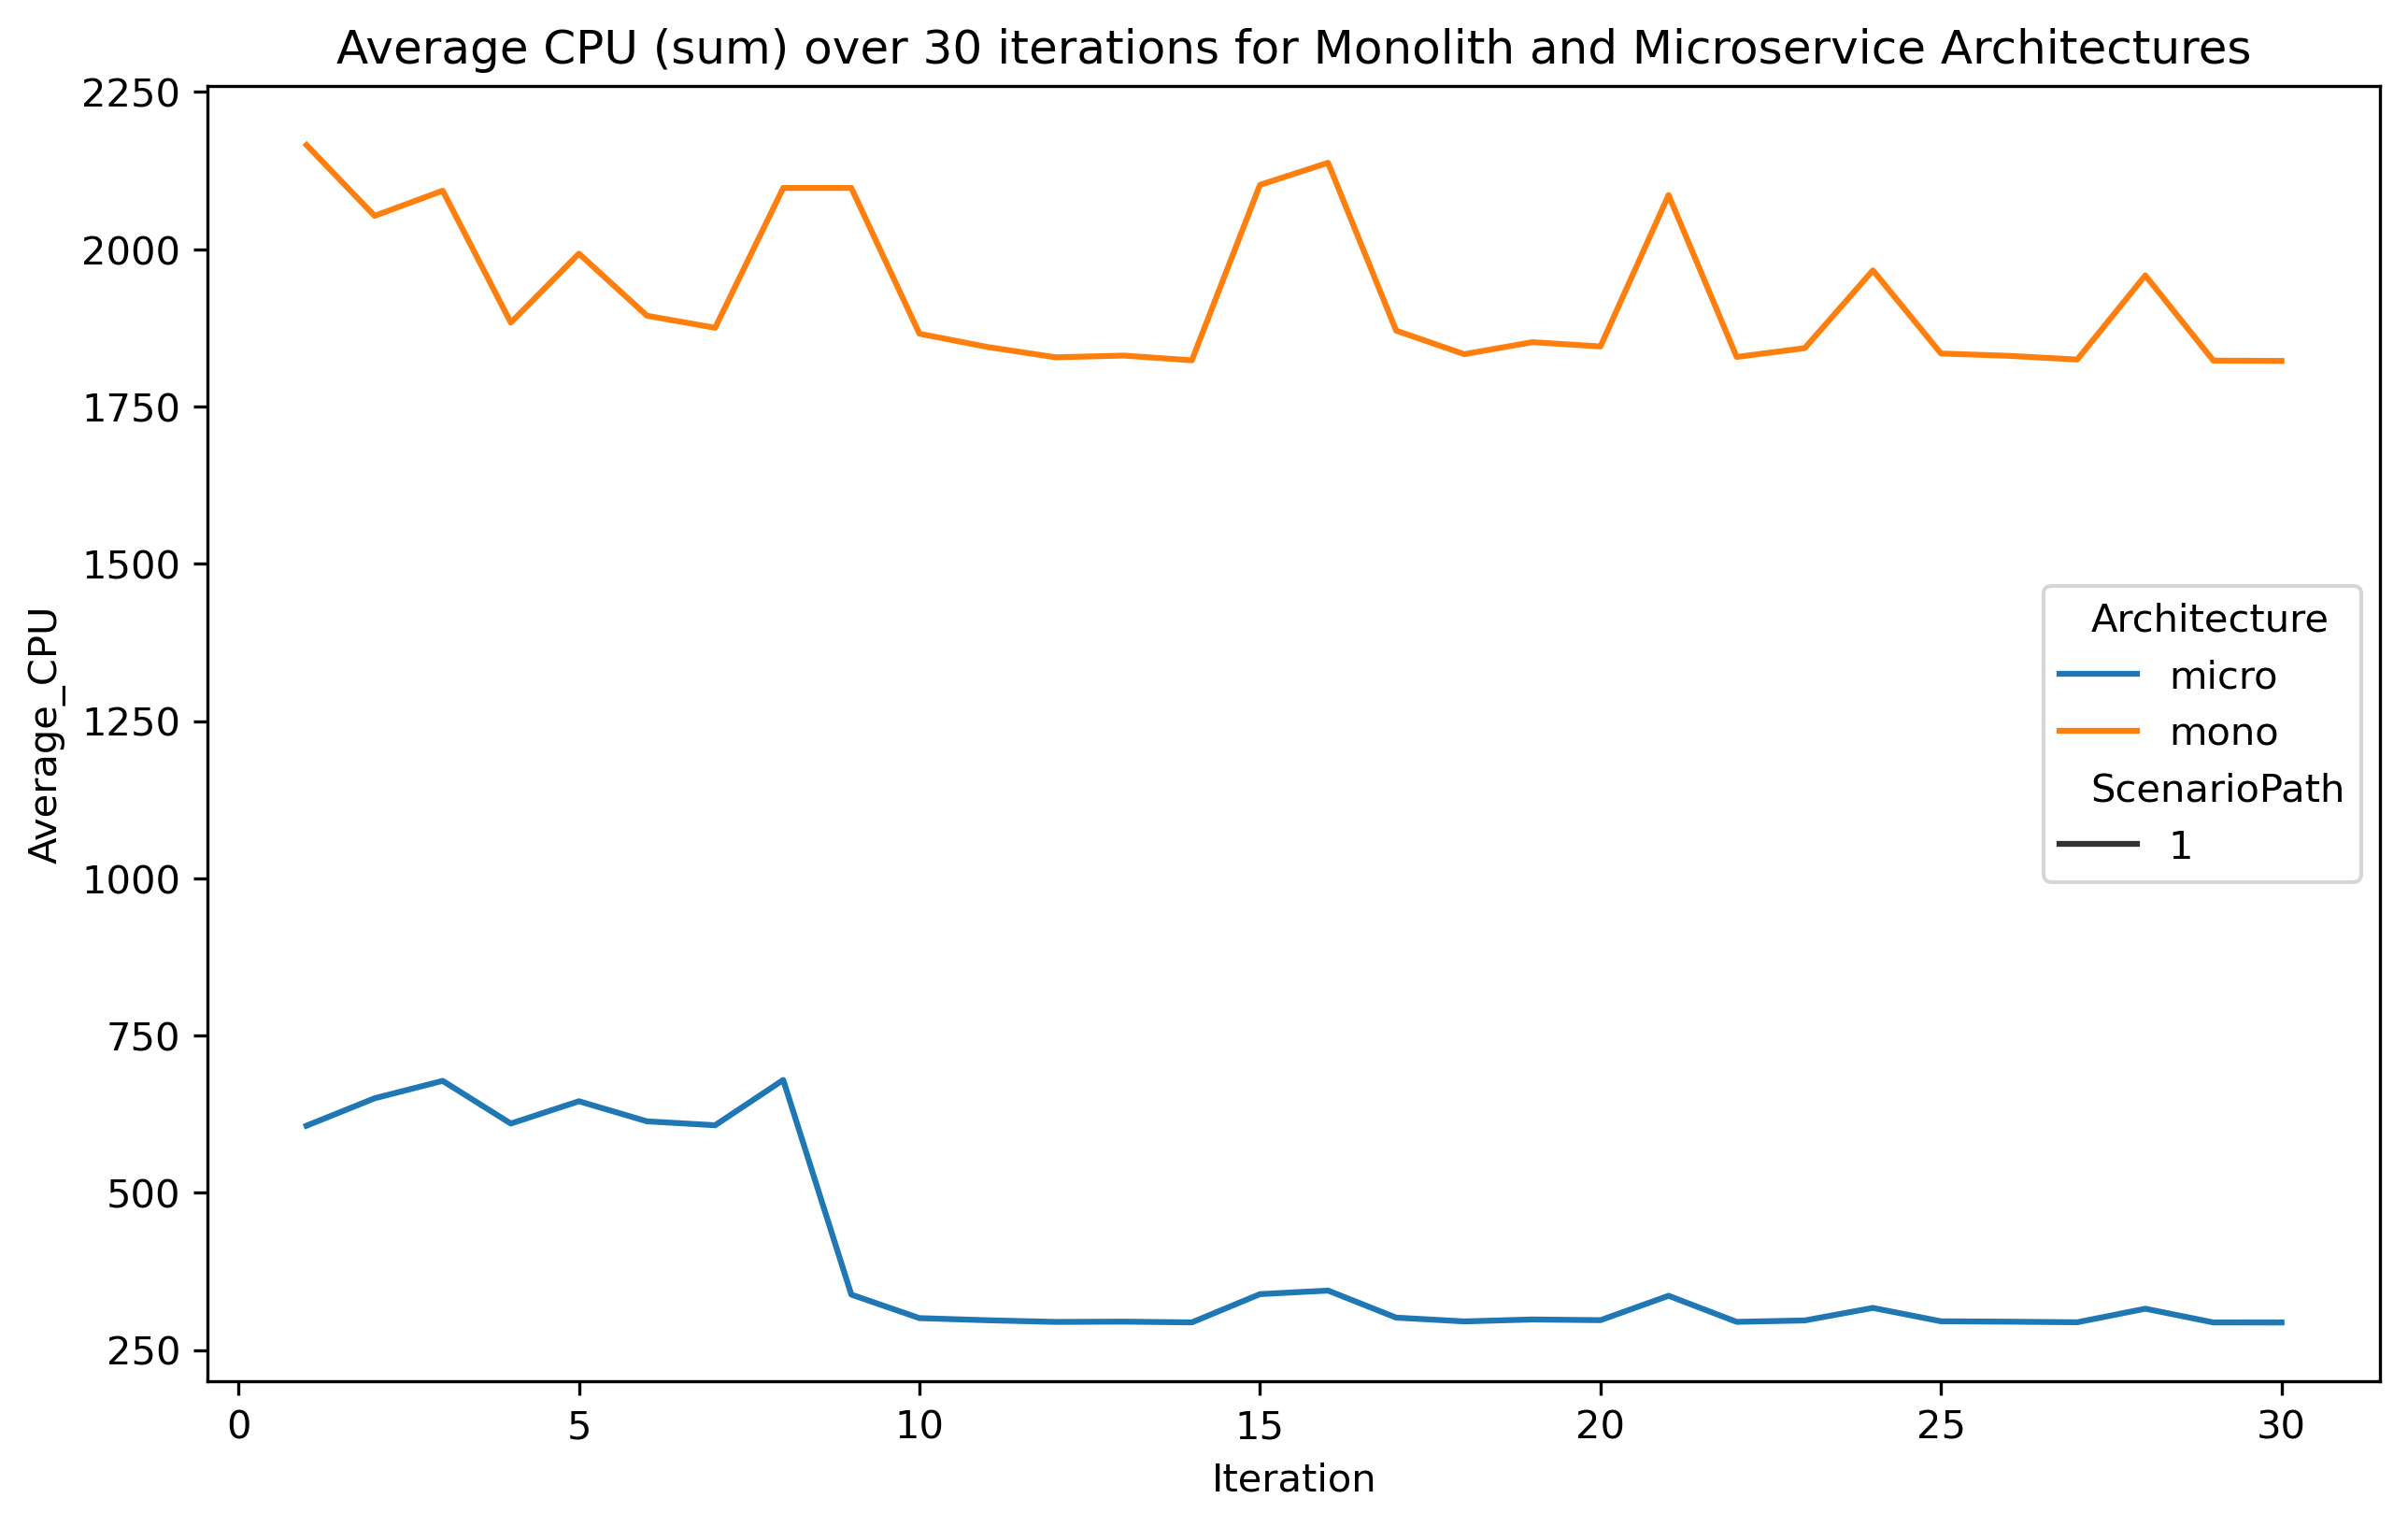 Average CPU (sum) over 30 iterations for Monolith and Microservice Architectures
2250
2000
1750
1500
1250
1000
750
500
250
Average_CPU
Architecture
micro
mono
ScenarioPath
1
0 5 10 15 20 25 30
Iteration